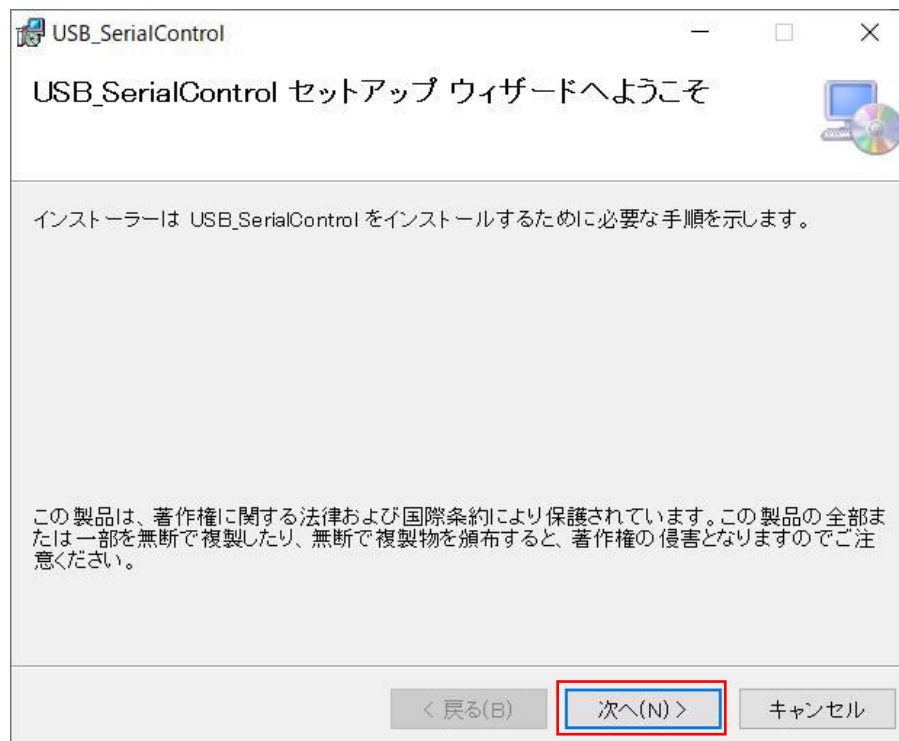 USB_SerialControl
USB_SerialControl セットアップ ウィザードへようこそ
インストーラーは USB_SerialControl をインストールするために必要な手順を示します。
この製品は、著作権に関する法律および国際条約により保護されています。この製品の全部ま
たは一部を無断で複製したり、無断で複製物を頒布すると、著作権の侵害となりますのでご注
意ください。
< 戻る(B) 次へ(N) > キャンセル